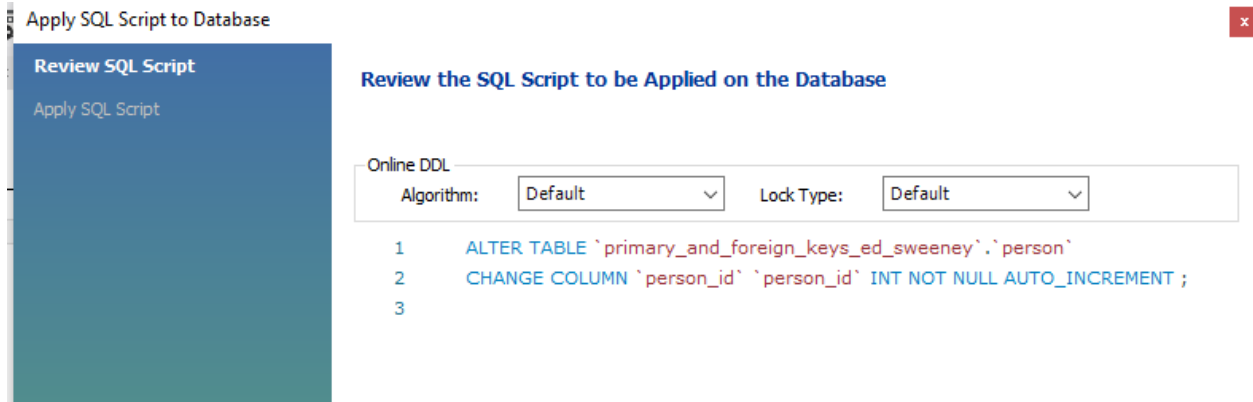 Apply SQL Script to Database
x
Review SQL Script
Apply SQL Script
Review the SQL Script to be Applied on the Database
Online DDL
Algorithm: Default Lock Type: Default
1 ALTER TABLE `primary_and_foreign_keys_ed_sweeney`.`person`
2 CHANGE COLUMN `person_id` `person_id` INT NOT NULL AUTO_INCREMENT ;
3